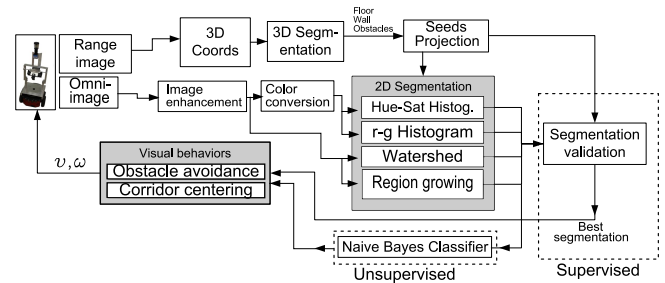 Range
image
3D
Coords
3D Segm-
entation
Floor
Wall
Obstacles
Seeds
Projection
Omni-
image
Image
enhancement
Color
conversion
2D Segmentation
Hue-Sat Histog.
r-g Histogram
Watershed
Region growing
Segmentation
validation
υ,ω
Visual behaviors
Obstacle avoidance
Corridor centering
Best
segmentation
Naive Bayes Classifier
Unsupervised
Supervised